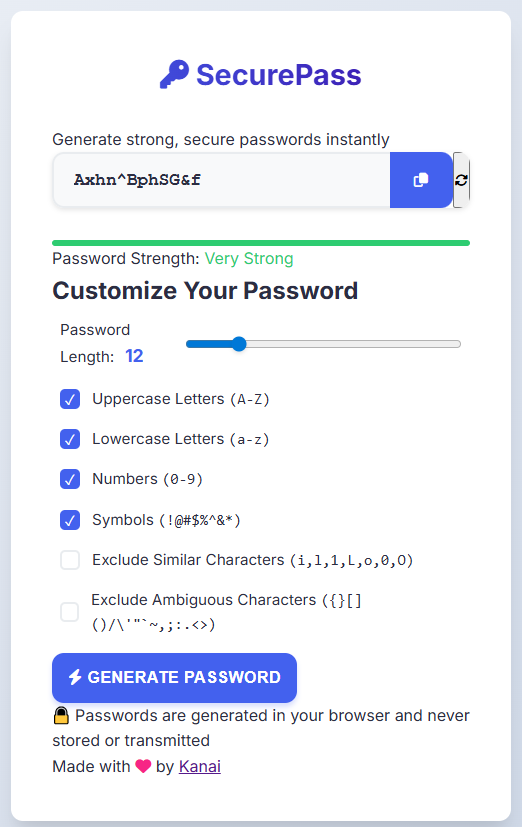 SecurePass
Generate strong, secure passwords instantly
Axhn^BphSG&f
Password Strength: Very Strong
Customize Your Password
Password
Length: 12
Uppercase Letters (A-Z)
Lowercase Letters (a-z)
Numbers (0-9)
Symbols (!@#$%^&*)
Exclude Similar Characters (i,l,1,L,o,0,O)
Exclude Ambiguous Characters ({}[]
()/\'"`~,;:.<>)
GENERATE PASSWORD
Passwords are generated in your browser and never
stored or transmitted
Made with ❤ by Kanai